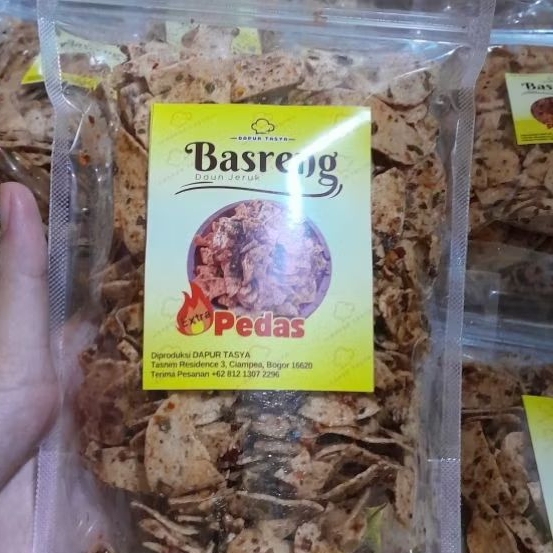 DAPUR TASYA
Basreng
Daun Jeruk
Extra
Pedas
Diproduksi DAPUR TASYA
Tasnim Residence 3, Ciampea, Bogor 16620
Terima Pesanan +62 812 1307 2296
Bas